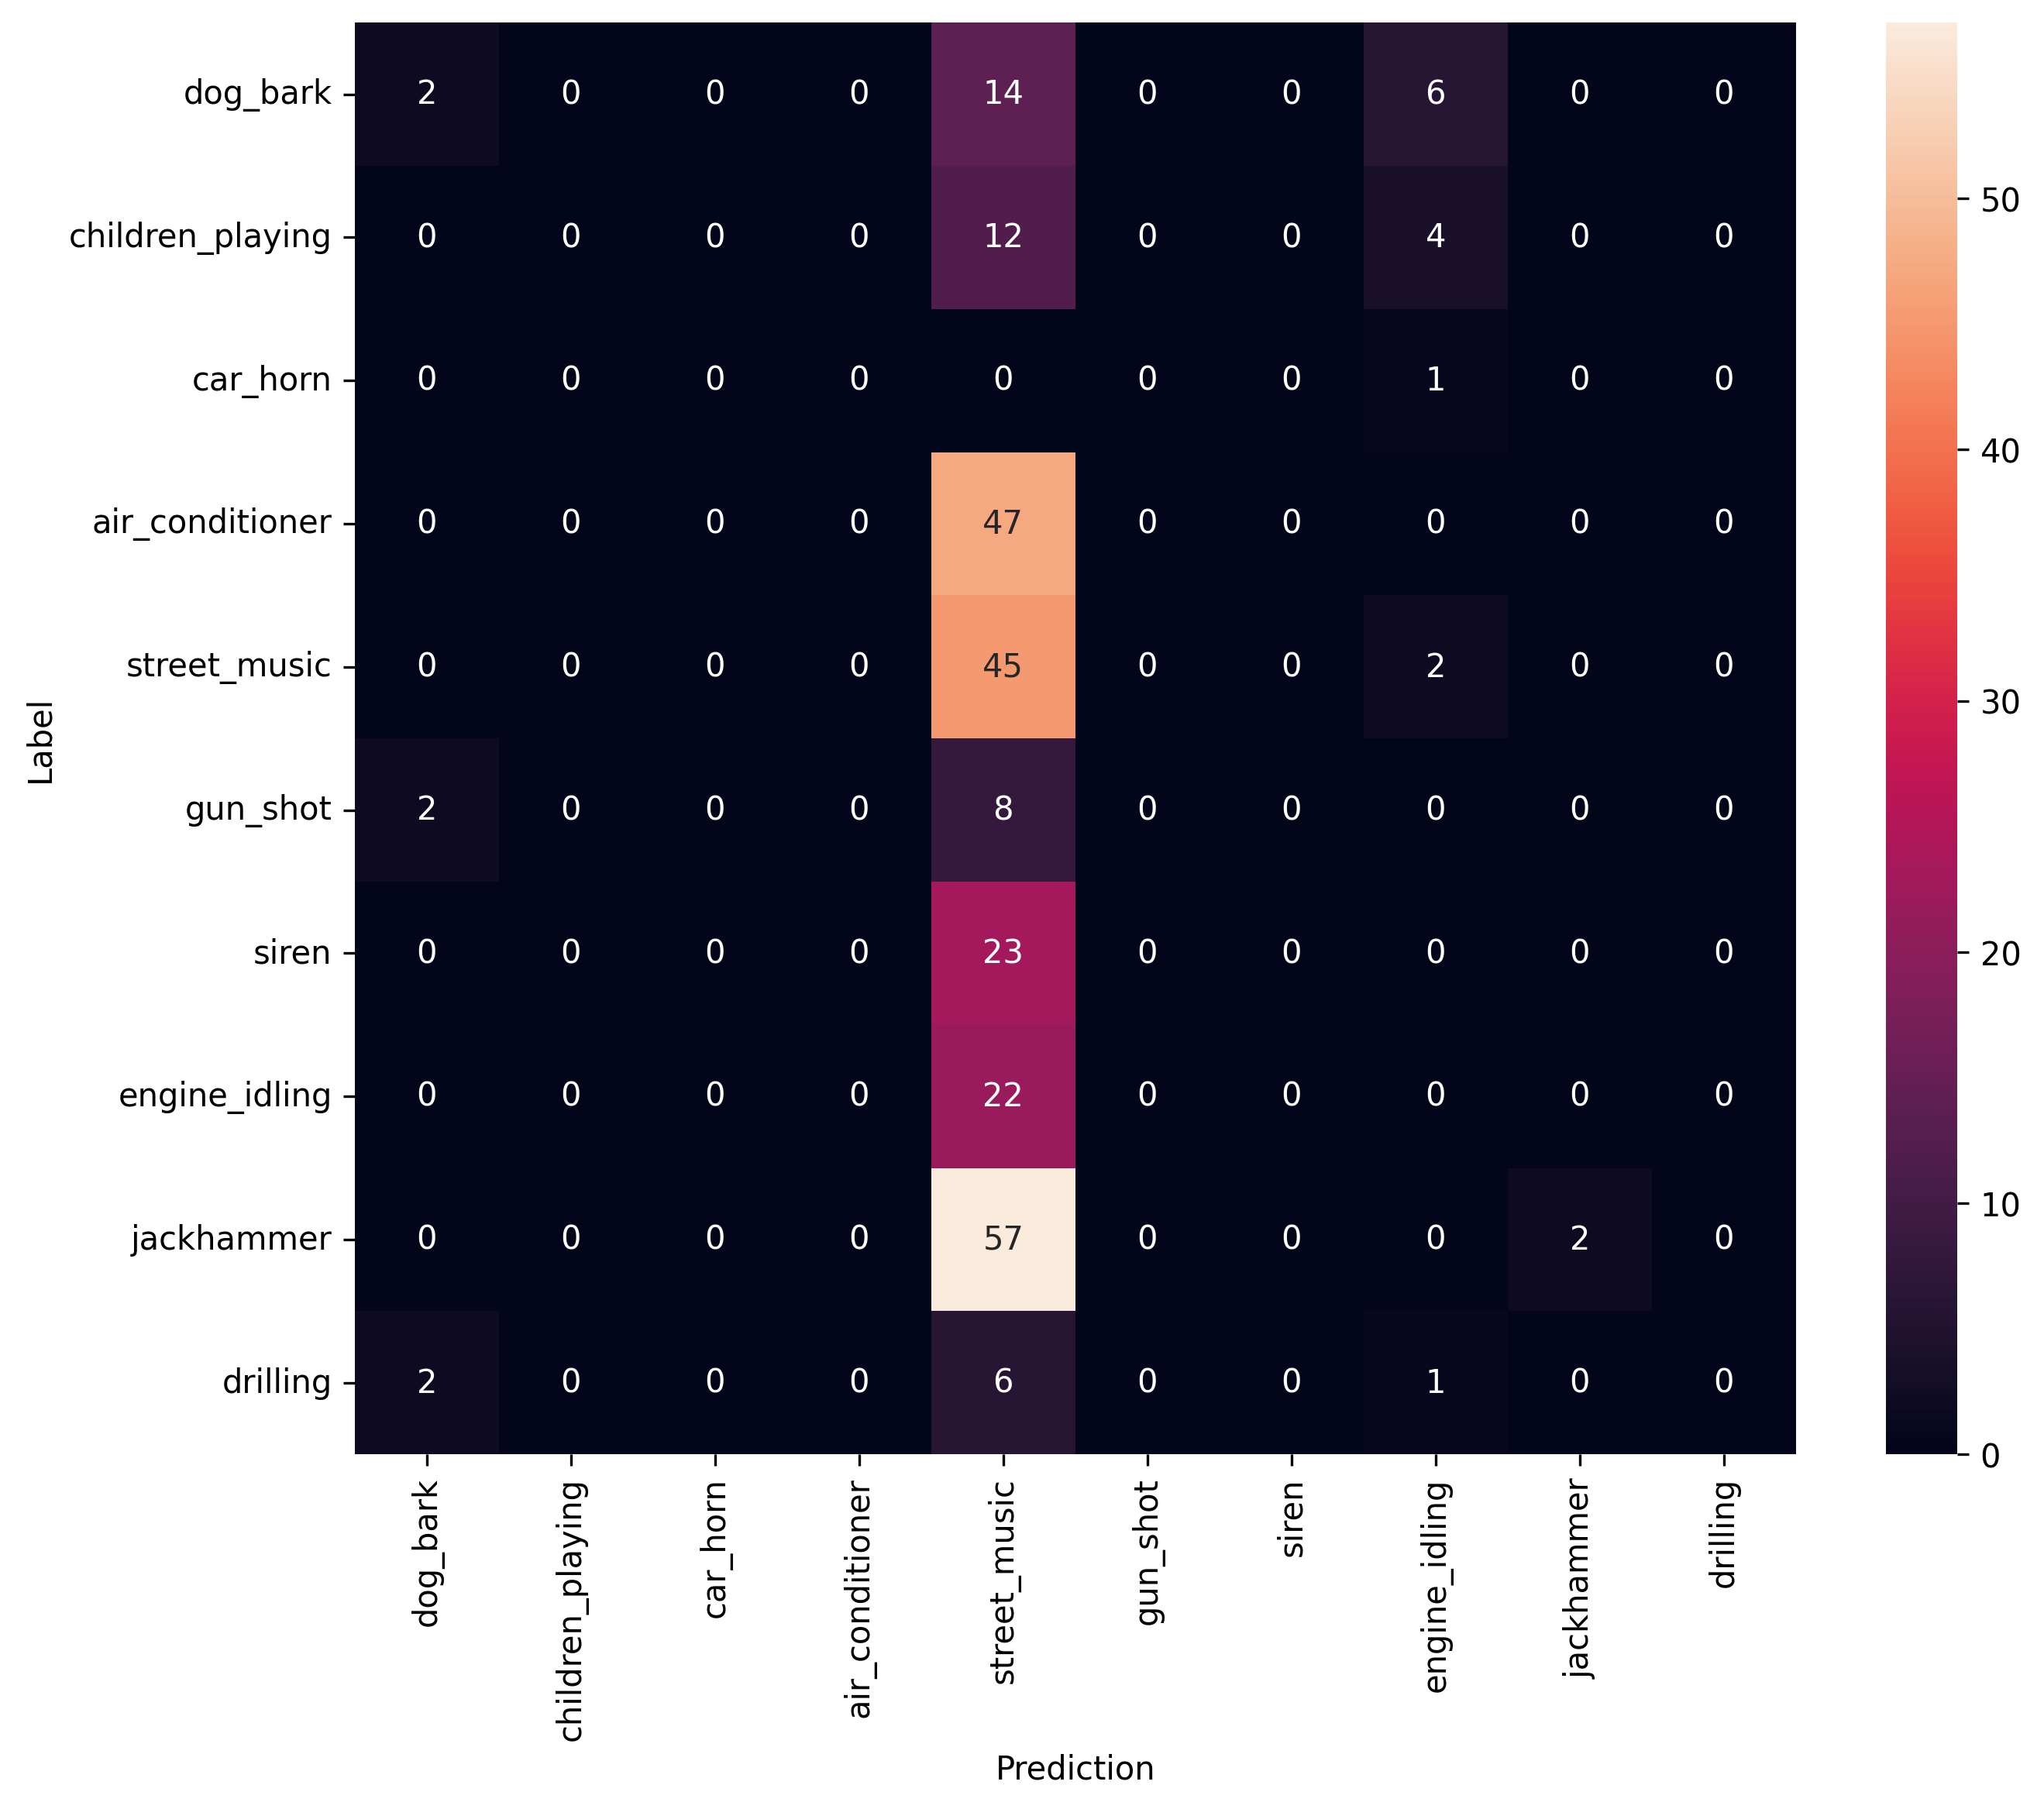 dog_bark 2 0 0 0 14 0 0 6 0 0
children_playing 0 0 0 0 12 0 0 4 0 0
car_horn 0 0 0 0 0 0 0 1 0 0
air_conditioner 0 0 0 0 47 0 0 0 0 0
street_music 0 0 0 0 45 0 0 2 0 0
gun_shot 2 0 0 0 8 0 0 0 0 0
siren 0 0 0 0 23 0 0 0 0 0
engine_idling 0 0 0 0 22 0 0 0 0 0
jackhammer 0 0 0 0 57 0 0 0 2 0
drilling 2 0 0 0 6 0 0 1 0 0
Label
dog_bark
children_playing
car_horn
air_conditioner
street_music
gun_shot
siren
engine_idling
jackhammer
drilling
Prediction
50
40
30
20
10
0